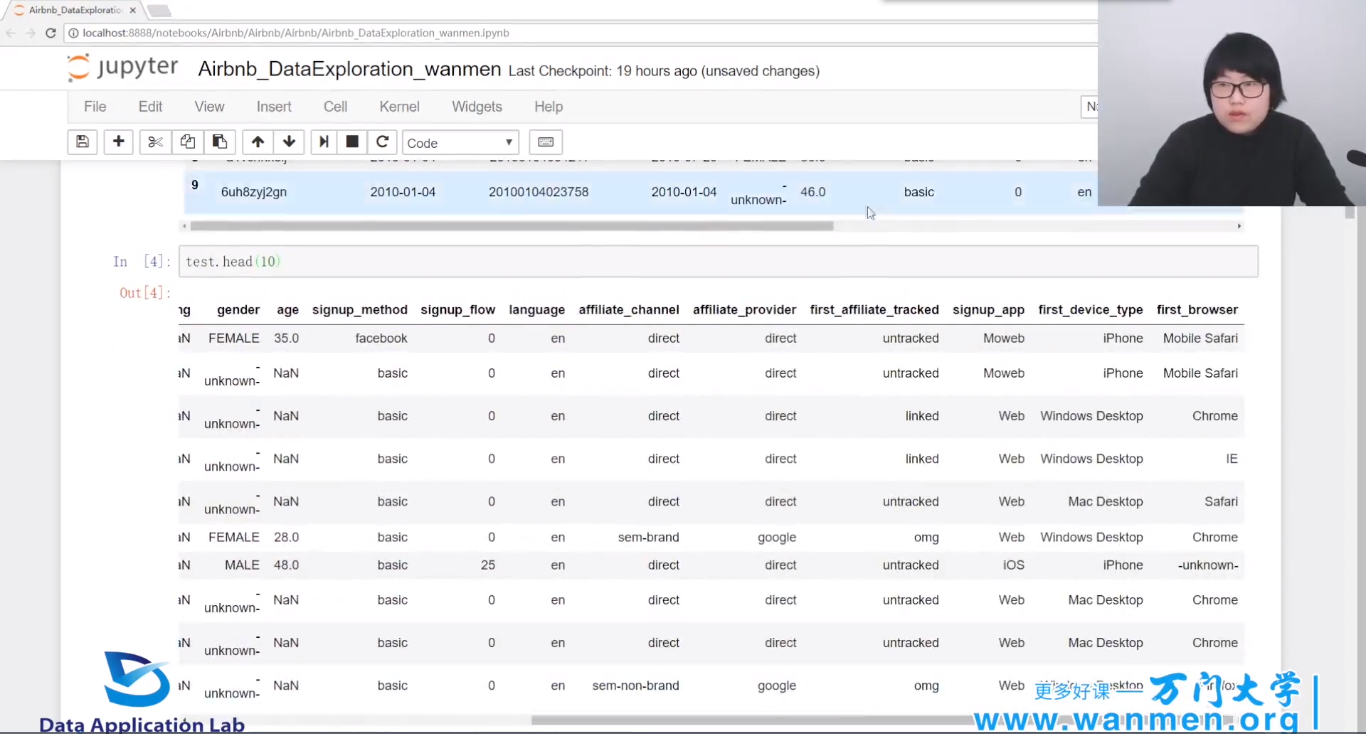 Airbnb_DataExploratio
localhost:8888/notebooks/Airbnb/Airbnb/Airbnb/Airbnb_DataExploration_wanmen.ipynb
jupyter Airbnb_DataExploration_wanmen Last Checkpoint: 19 hours ago (unsaved changes)
File Edit View Insert Cell Kernel Widgets Help
Code
9 6uh8zyj2gn 2010-01-04 20100104023758 2010-01-04 -unknown- 46.0 basic 0 en
In [4]: test.head(10)
Out[4]:
ng gender age signup_method signup_flow language affiliate_channel affiliate_provider first_affiliate_tracked signup_app first_device_type first_browser
aN FEMALE 35.0 facebook 0 en direct direct untracked Moweb iPhone Mobile Safari
aN -unknown- NaN basic 0 en direct direct untracked Moweb iPhone Mobile Safari
aN -unknown- NaN basic 0 en direct direct linked Web Windows Desktop Chrome
aN -unknown- NaN basic 0 en direct direct linked Web Windows Desktop IE
aN -unknown- NaN basic 0 en direct direct untracked Web Mac Desktop Safari
aN FEMALE 28.0 basic 0 en sem-brand google omg Web Windows Desktop Chrome
aN MALE 48.0 basic 25 en direct direct untracked iOS iPhone -unknown-
aN -unknown- NaN basic 0 en direct direct untracked Web Mac Desktop Chrome
aN -unknown- NaN basic 0 en direct direct untracked Web Mac Desktop Chrome
aN -unknown- NaN basic 0 en sem-non-brand google omg Web Desktop
更多好课——万门大学
www.wanmen.org
Data Application Lab